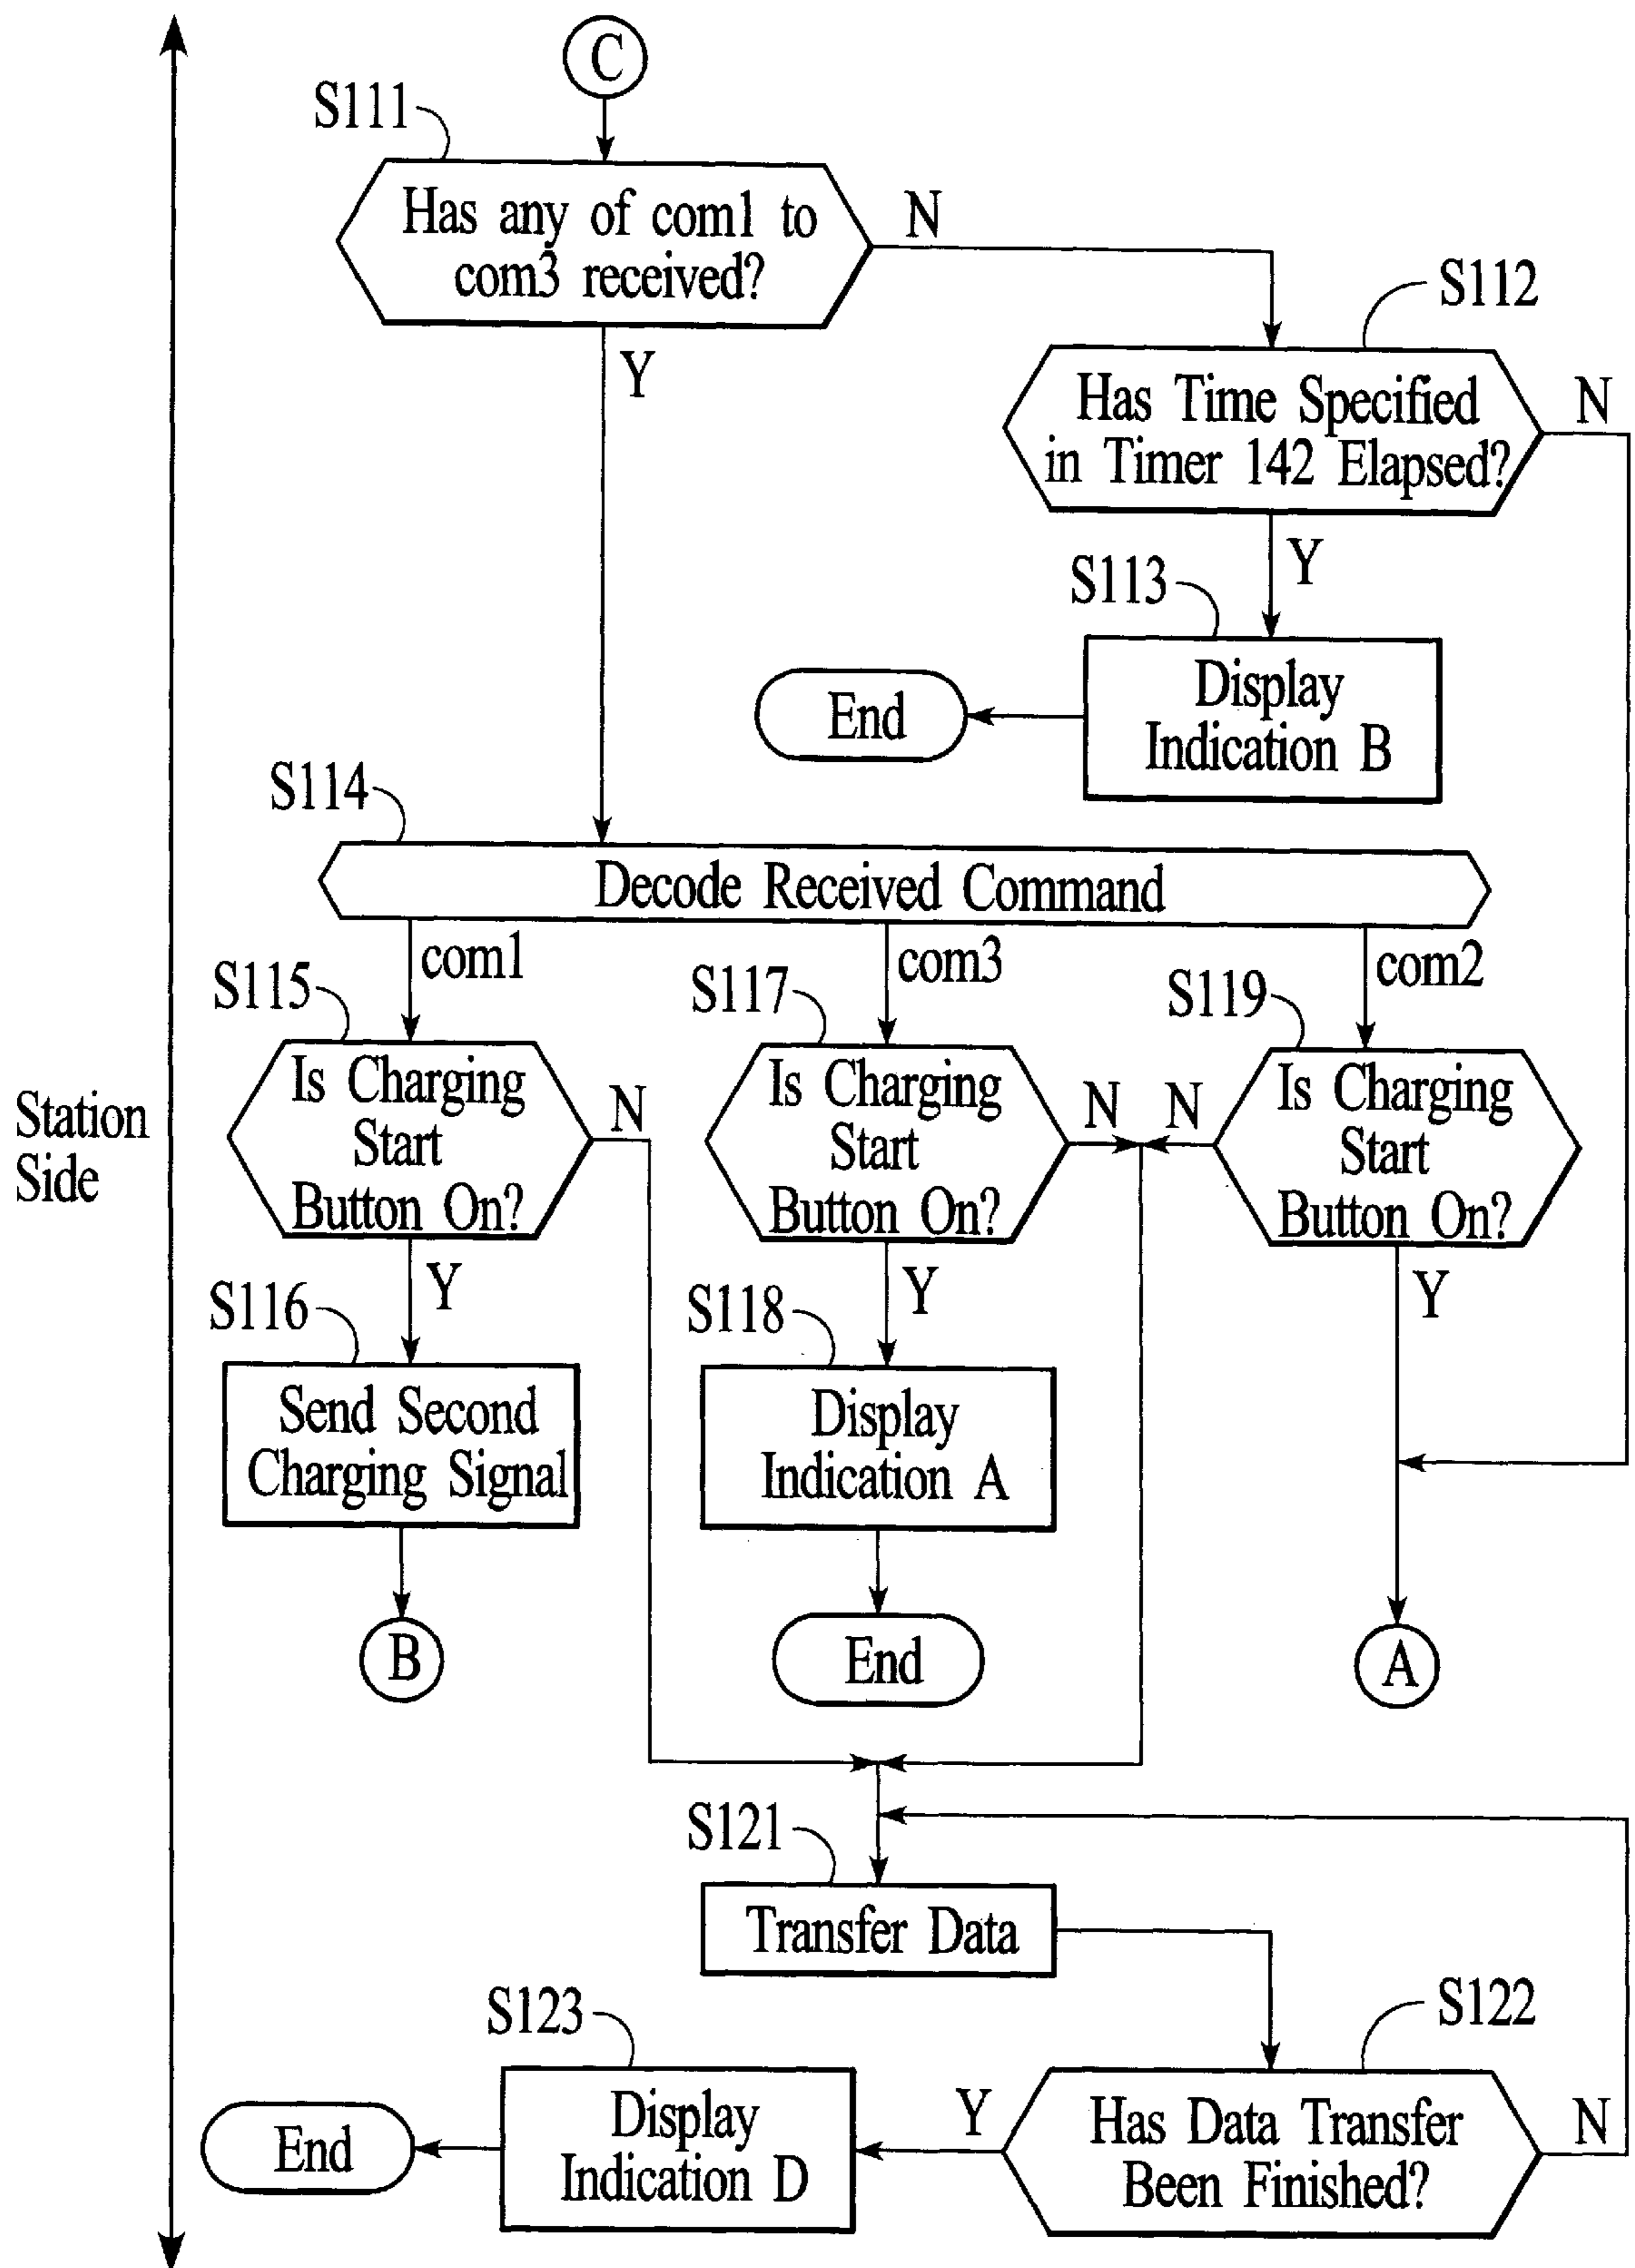 C
S111
Has any of com1 to
com3 received?
N
Y
S112
Has Time Specified
in Timer 142 Elapsed?
N
Y
S113
Display
Indication B
End
S114
Decode Received Command
com1
com3
com2
S115
Is Charging
Start
Button On?
N
Y
S117
Is Charging
Start
Button On?
N
Y
S119
Is Charging
Start
Button On?
N
Y
Station
Side
S116
Send Second
Charging Signal
B
S118
Display
Indication A
End
A
S121
Transfer Data
S122
Has Data Transfer
Been Finished?
N
Y
S123
Display
Indication D
End